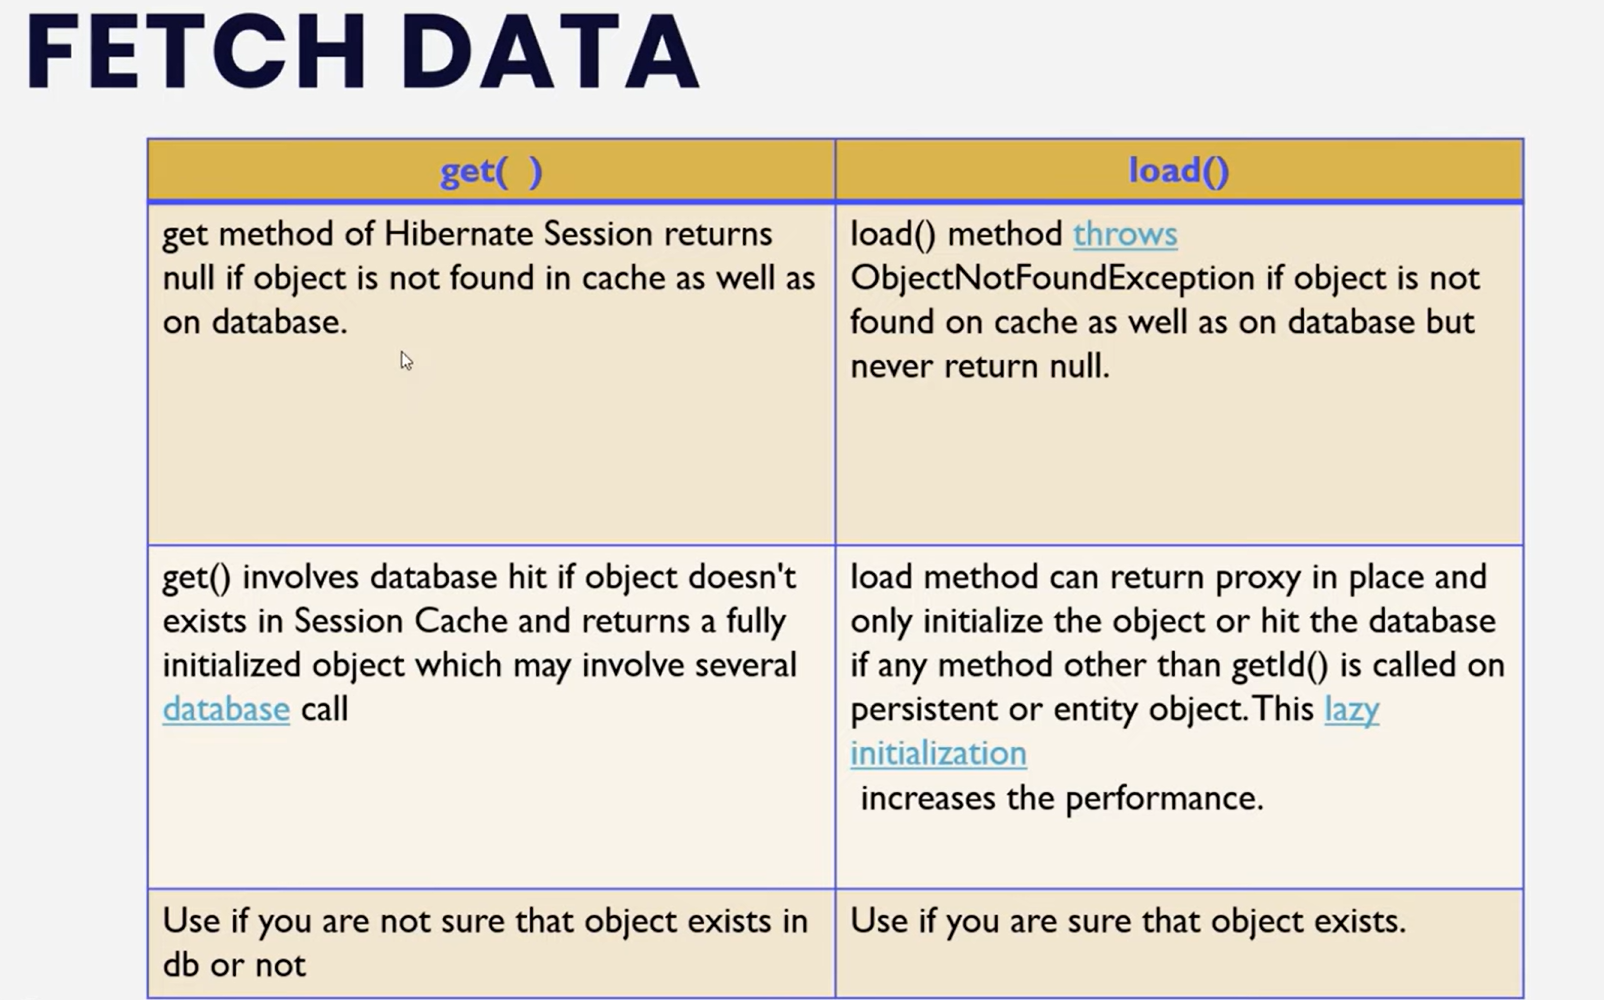 FETCH DATA
get(  )
load()
get method of Hibernate Session returns
null if object is not found in cache as well as
on database.
load() method throws
ObjectNotFoundException if object is not
found on cache as well as on database but
never return null.
get() involves database hit if object doesn't
exists in Session Cache and returns a fully
initialized object which may involve several
database call
load method can return proxy in place and
only initialize the object or hit the database
if any method other than getId() is called on
persistent or entity object.This lazy
initialization
increases the performance.
Use if you are not sure that object exists in
db or not
Use if you are sure that object exists.